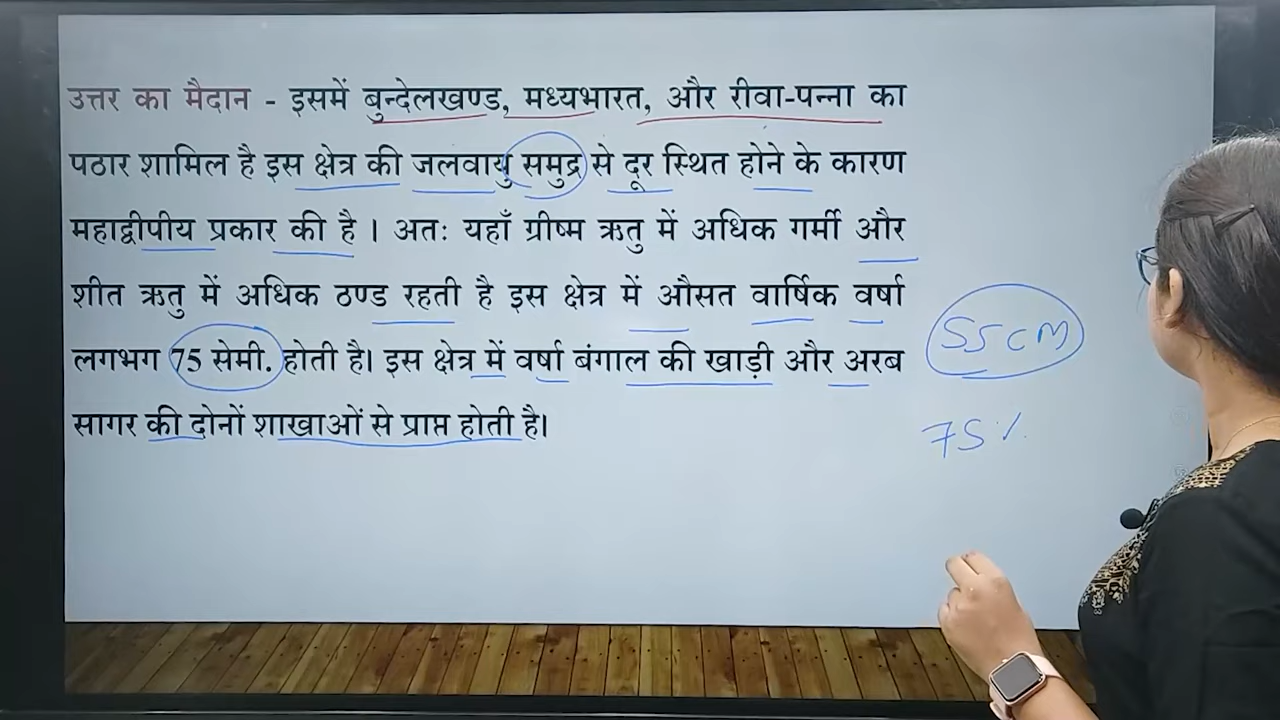 उत्तर का मैदान - इसमें बुन्देलखण्ड, मध्यभारत, और रीवा-पन्ना का
पठार शामिल है इस क्षेत्र की जलवायु समुद्र से दूर स्थित होने के कारण
महाद्वीपीय प्रकार की है । अतः यहाँ ग्रीष्म ऋतु में अधिक गर्मी और
शीत ऋतु में अधिक ठण्ड रहती है इस क्षेत्र में औसत वार्षिक वर्षा
लगभग 75 सेमी. होती है। इस क्षेत्र में वर्षा बंगाल की खाड़ी और अरब
सागर की दोनों शाखाओं से प्राप्त होती है।
55 CM
75%